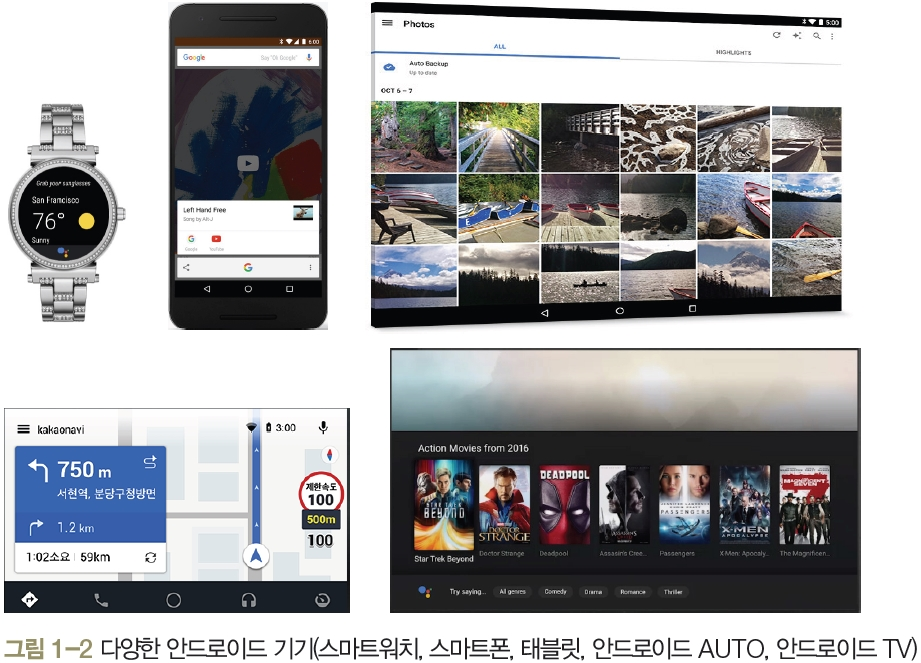 Grab your sunglasses
San Francisco
76°
Sunny
6:00
Google
Say "Ok Google"
Left Hand Free
Song by Alt-J
Google
YouTube
5:00
Photos
ALL
HIGHLIGHTS
Auto Backup
Up to date
OCT 6 – 7
kakaonavi
3:00
750 m
서현역, 분당구청방면
1.2 km
1:02소요 59km
제한속도
100
500m
100
Action Movies from 2016
STAR TREK
BEYOND
DOCTOR
STRANGE
DEADPOOL
PASSENGERS
X-MEN
APOCALYPSE
MAGNIFICENT
SEVEN
Star Trek Beyond
Doctor Strange
Deadpool
Assassin's Cree...
Passengers
X-Men: Apocaly...
The Magnificen...
Try saying...
All genres
Comedy
Drama
Romance
Thriller
그림 1-2 다양한 안드로이드 기기(스마트워치, 스마트폰, 태블릿, 안드로이드 AUTO, 안드로이드 TV)